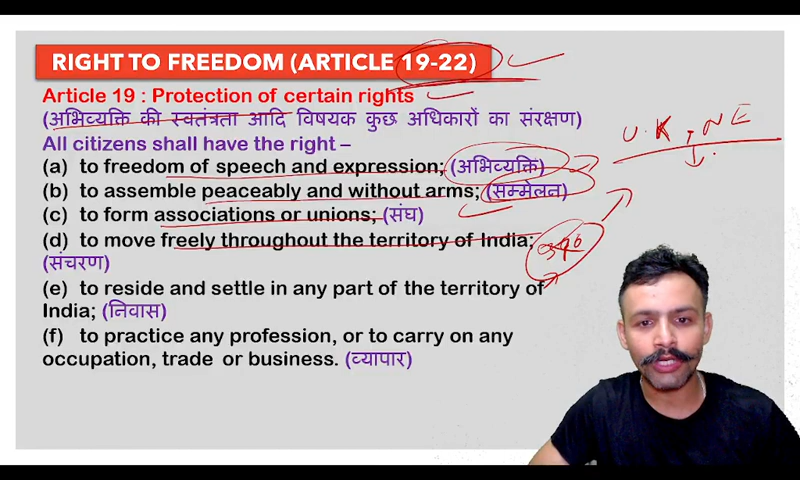 RIGHT TO FREEDOM (ARTICLE 19-22)
Article 19 : Protection of certain rights
(अभिव्यक्ति की स्वतंत्रता आदि विषयक कुछ अधिकारों का संरक्षण)
All citizens shall have the right –
(a) to freedom of speech and expression; (अभिव्यक्ति)
(b) to assemble peaceably and without arms; (सम्मेलन)
(c) to form associations or unions; (संघ)
(d) to move freely throughout the territory of India;
(संचरण)
(e) to reside and settle in any part of the territory of
India; (निवास)
(f) to practice any profession, or to carry on any
occupation, trade or business. (व्यापार)
U.K, NE